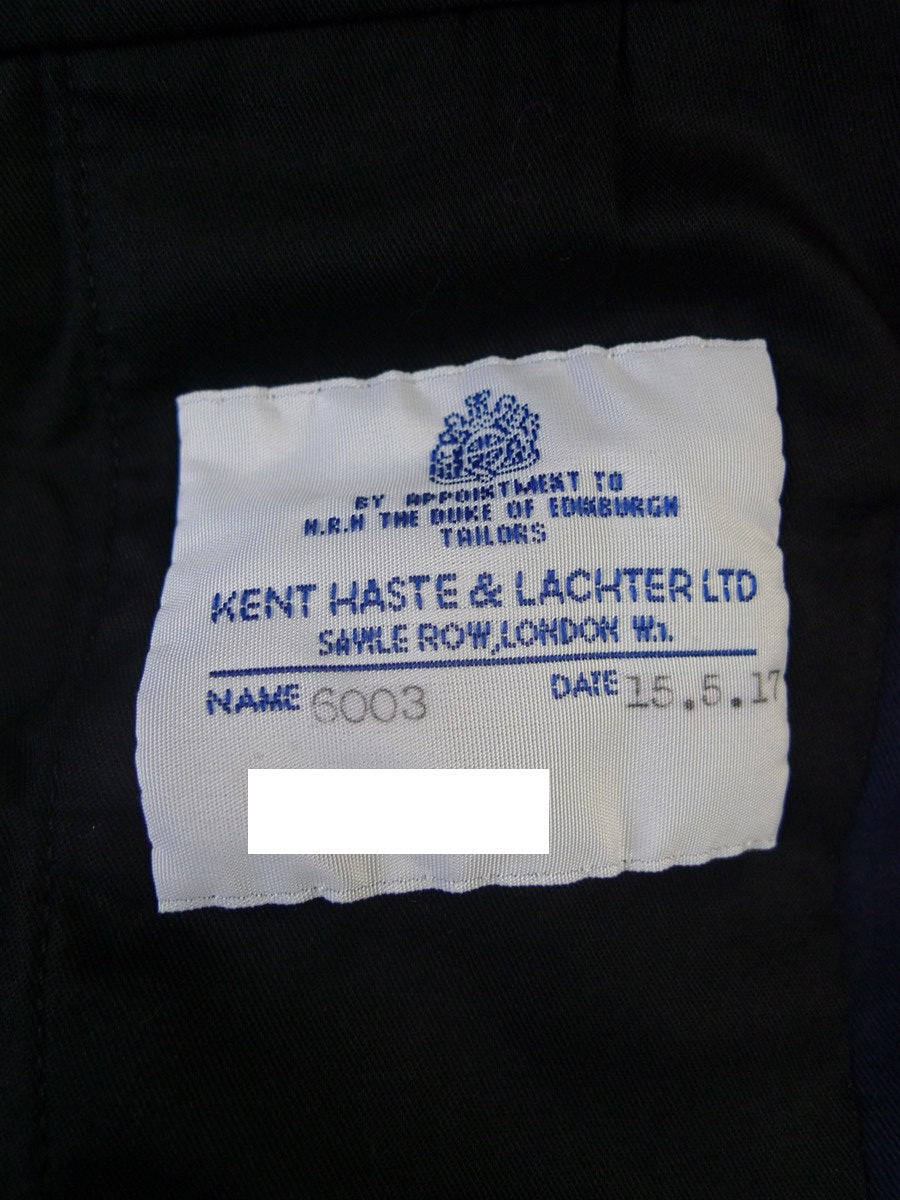 BY APPOINTMENT TO
H.R.H THE DUKE OF EDINBURGH
TAILORS
KENT HASTE & LACHTER LTD
SAVILE ROW, LONDON W.1.
NAME 6003 DATE 15.5.17